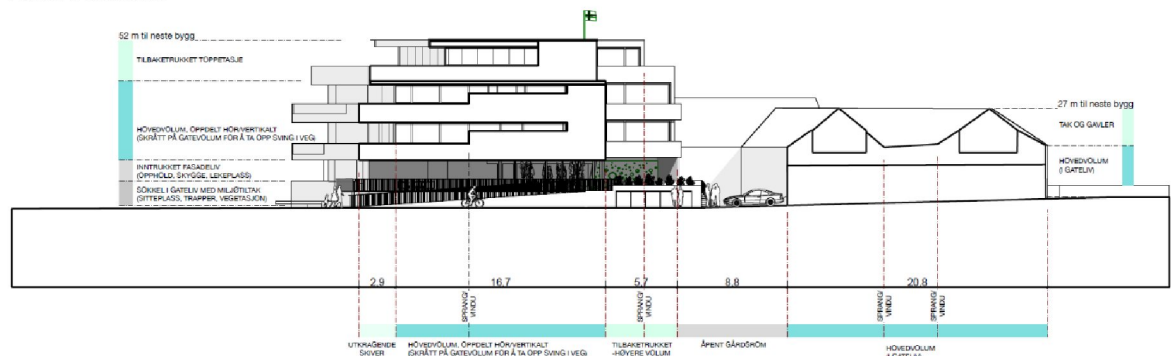 52 m til neste bygg
TILBAKETRUKKET TOPPETASJE
HOVEDVOLUM, OPPDELT HOR/VERTIKALT
(SKRÅTT PÅ GATEVOLUM FOR Å TA OPP SVING I VEG)
INNTRUKKET FASADELIV
(OPPHOLD, SKYGGE, LEKEPLASS)
SOKKEL I GATELIV MED MILJØTILTAK
(SITTEPLASS, TRAPPER, VEGETASJON)
27 m til neste bygg
TAK OG GAVLER
HOVEDVOLUM
(I GATELIV)
2.9
16.7
5.7
8.8
20.8
SPRANG/
VINDU
SPRANG/
VINDU
SPRANG/
VINDU
SPRANG/
VINDU
UTKRAGENDE
SKIVER
HOVEDVOLUM, OPPDELT HOR/VERTIKALT
(SKRÅTT PÅ GATEVOLUM FOR Å TA OPP SVING I VEG)
TILBAKETRUKKET
-HØYERE VOLUM
ÅPENT GÅRDSROM
HOVEDVOLUM